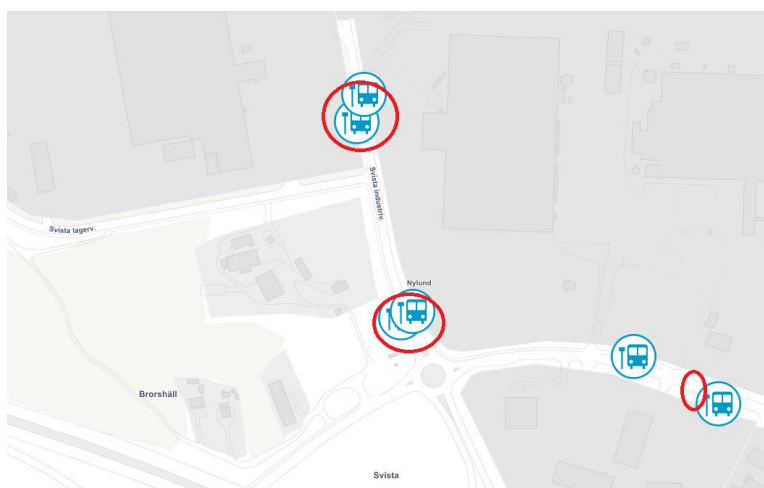 Svista industriv.
Svista lagerv.
Nylund
Brorshäll
Svista